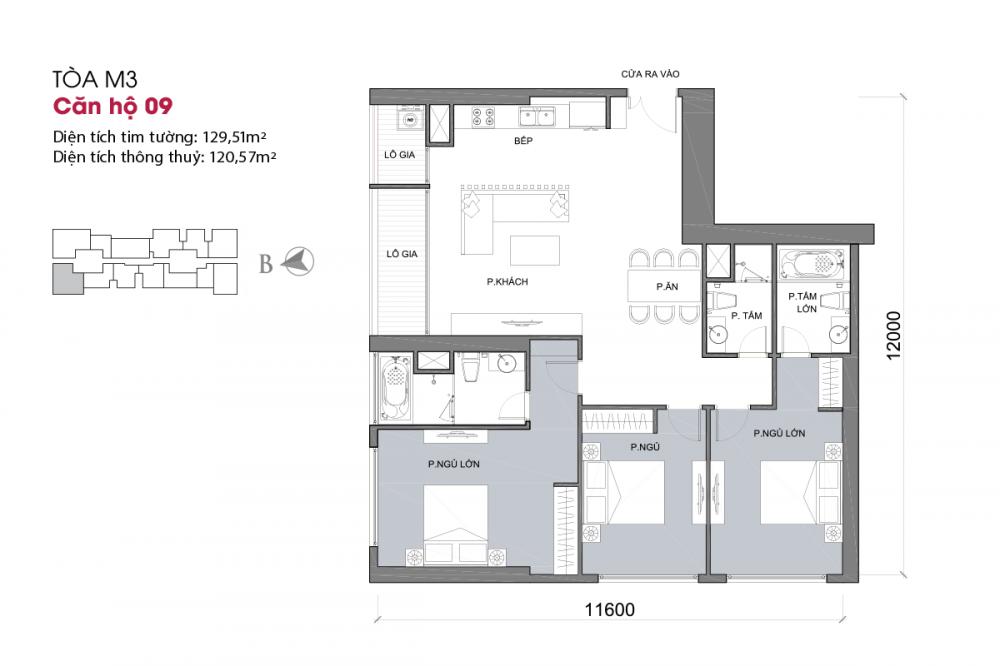 TÒA M3
Căn hộ 09
Diện tích tim tường: 129,51m²
Diện tích thông thuỷ: 120,57m²
B
CỬA RA VÀO
BẾP
LÔ GIA
LÔ GIA
P.KHÁCH
P.ĂN
P. TẮM
P.TẮM
LỚN
P.NGỦ LỚN
P.NGỦ
P.NGỦ LỚN
12000
11600